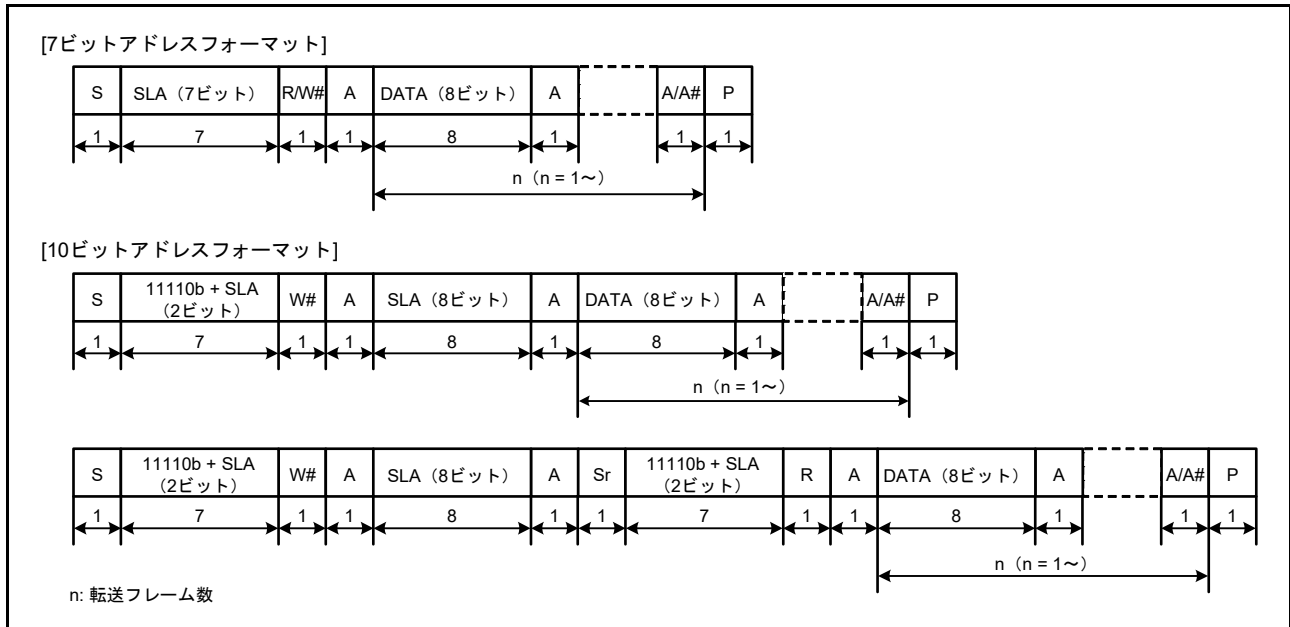 [7ビットアドレスフォーマット]
S SLA（7ビット） R/W# A DATA（8ビット） A A/A# P
1 7 1 1 8 1 1 1
n（n = 1～）
[10ビットアドレスフォーマット]
S 11110b + SLA（2ビット） W# A SLA（8ビット） A DATA（8ビット） A A/A# P
1 7 1 1 8 1 8 1 1 1
n（n = 1～）
S 11110b + SLA（2ビット） W# A SLA（8ビット） A Sr 11110b + SLA（2ビット） R A DATA（8ビット） A A/A# P
1 7 1 1 8 1 1 7 1 1 8 1 1 1
n（n = 1～）
n: 転送フレーム数